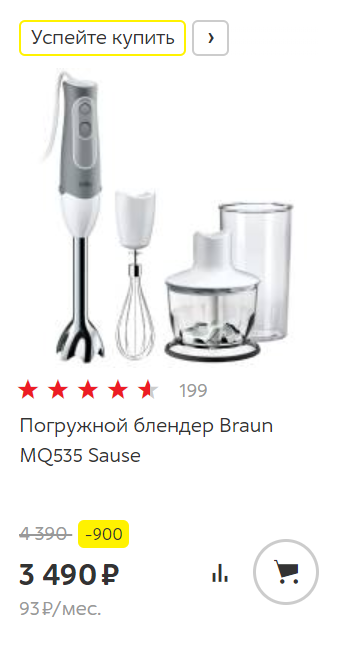 Успейте купить ›
199
Погружной блендер Braun
MQ535 Sause
4 390 -900
3 490 ₽
93 ₽/мес.